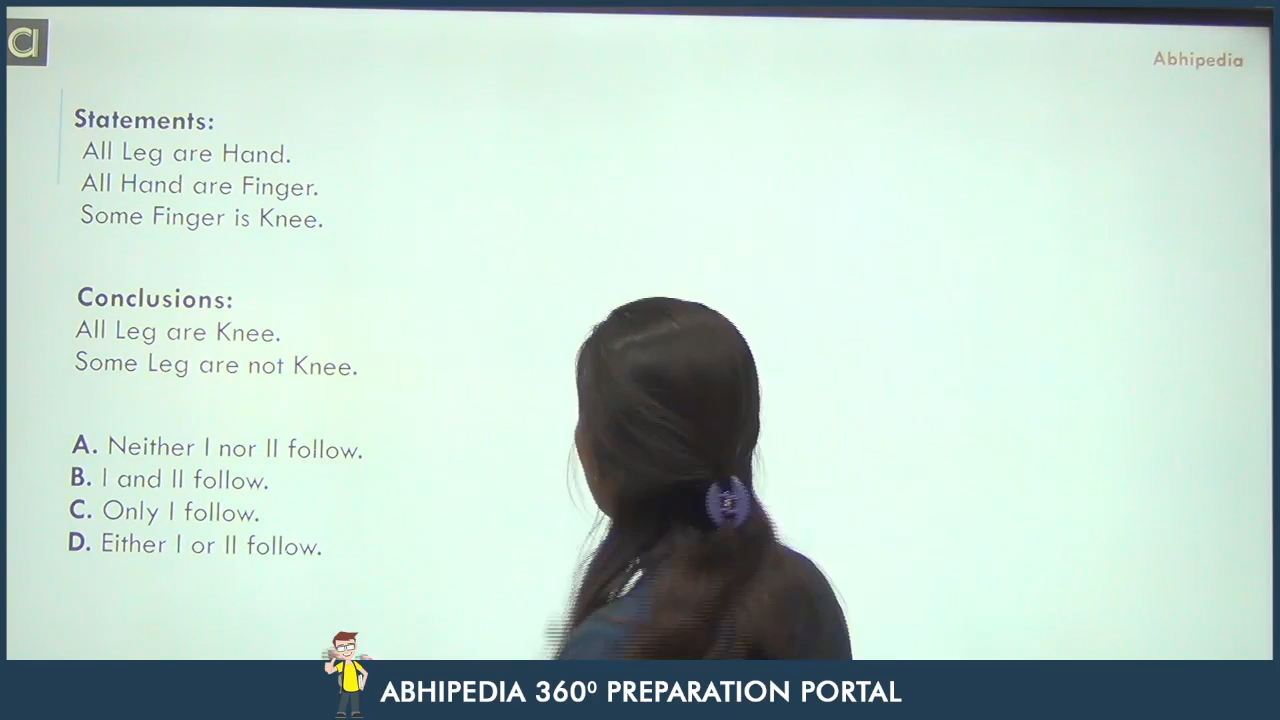 a
Abhipedia
Statements:
All Leg are Hand.
All Hand are Finger.
Some Finger is Knee.
Conclusions:
All Leg are Knee.
Some Leg are not Knee.
A. Neither I nor II follow.
B. I and II follow.
C. Only I follow.
D. Either I or II follow.
ABHIPEDIA 360º PREPARATION PORTAL